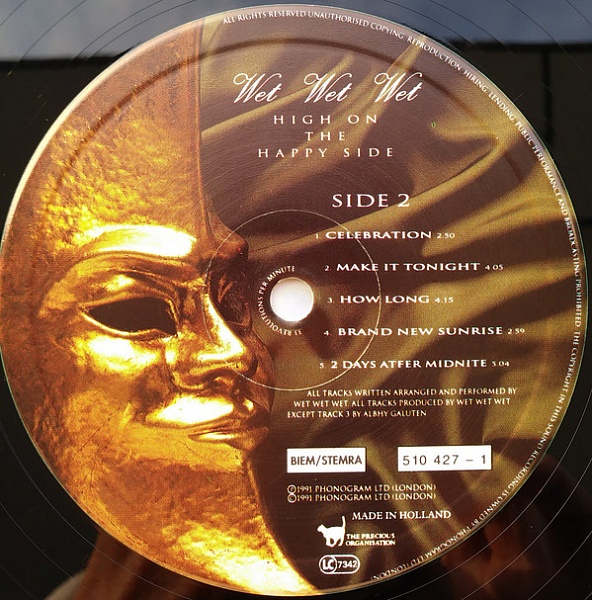 ALL RIGHTS RESERVED UNAUTHORISED COPYING REPRODUCTION HIRING LENDING PUBLIC PERFORMANCE AND BROADCASTING PROHIBITED THE COPYRIGHT IN THIS SOUND RECORDING IS OWNED BY PHONOGRAM LTD LONDON
Wet Wet Wet
HIGH ON
THE
HAPPY SIDE
SIDE 2
1. CELEBRATION 2.50
2. MAKE IT TONIGHT 4.05
3. HOW LONG 4.15
4. BRAND NEW SUNRISE 2.59
5. 2 DAYS ATFER MIDNITE 5.04
33 REVOLUTIONS PER MINUTE
ALL TRACKS WRITTEN ARRANGED AND PERFORMED BY
WET WET WET. ALL TRACKS PRODUCED BY WET WET WET
EXCEPT TRACK 3 BY ALBHY GALUTEN
BIEM/STEMRA 510 427 - 1
℗1991 PHONOGRAM LTD (LONDON)
©1991 PHONOGRAM LTD (LONDON)
MADE IN HOLLAND
THE PRECIOUS
ORGANISATION
LC 7342